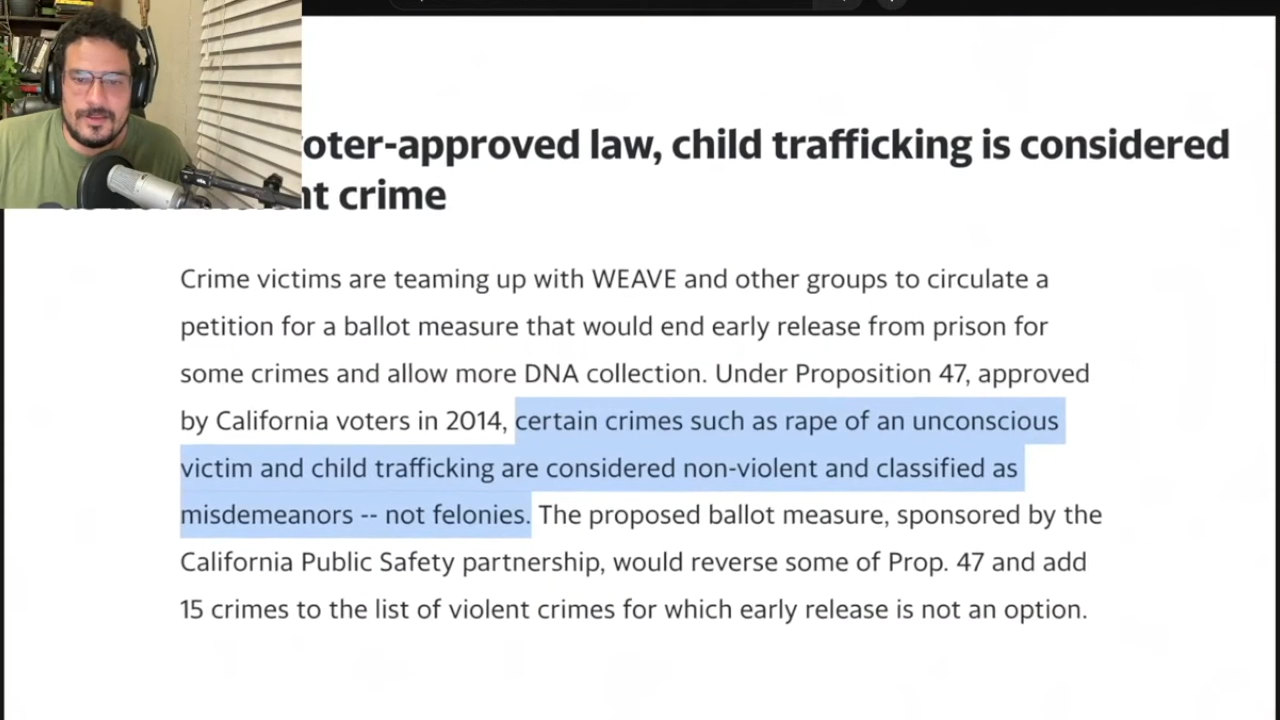 oter-approved law, child trafficking is considered
nt crime
Crime victims are teaming up with WEAVE and other groups to circulate a
petition for a ballot measure that would end early release from prison for
some crimes and allow more DNA collection. Under Proposition 47, approved
by California voters in 2014, certain crimes such as rape of an unconscious
victim and child trafficking are considered non-violent and classified as
misdemeanors -- not felonies. The proposed ballot measure, sponsored by the
California Public Safety partnership, would reverse some of Prop. 47 and add
15 crimes to the list of violent crimes for which early release is not an option.